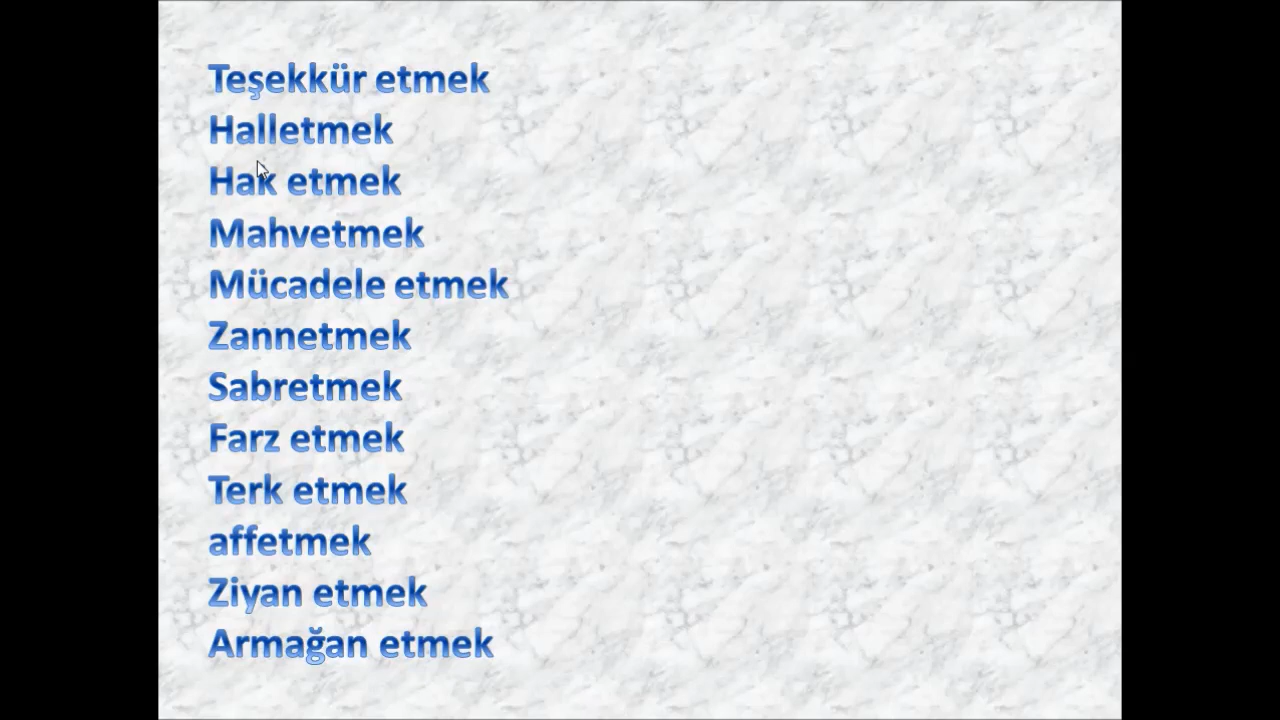 Teşekkür etmek
Halletmek
Hak etmek
Mahvetmek
Mücadele etmek
Zannetmek
Sabretmek
Farz etmek
Terk etmek
affetmek
Ziyan etmek
Armağan etmek